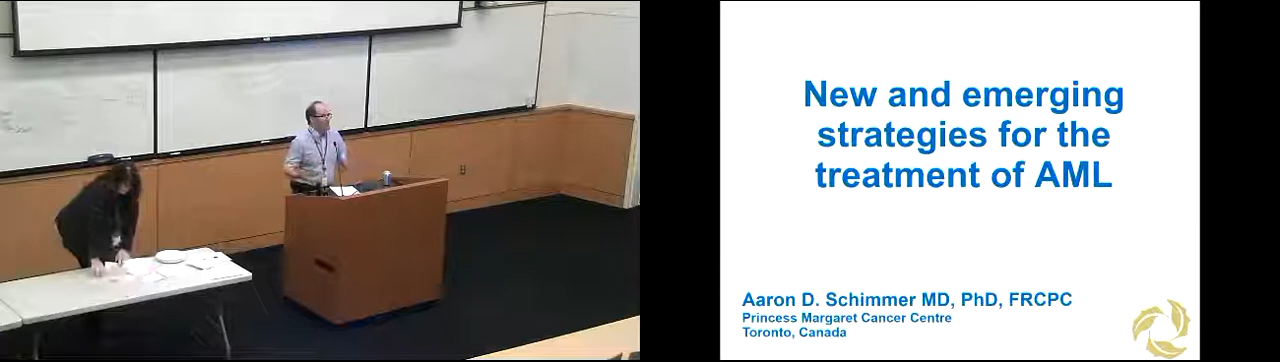 New and emerging
strategies for the
treatment of AML
Aaron D. Schimmer MD, PhD, FRCPC
Princess Margaret Cancer Centre
Toronto, Canada